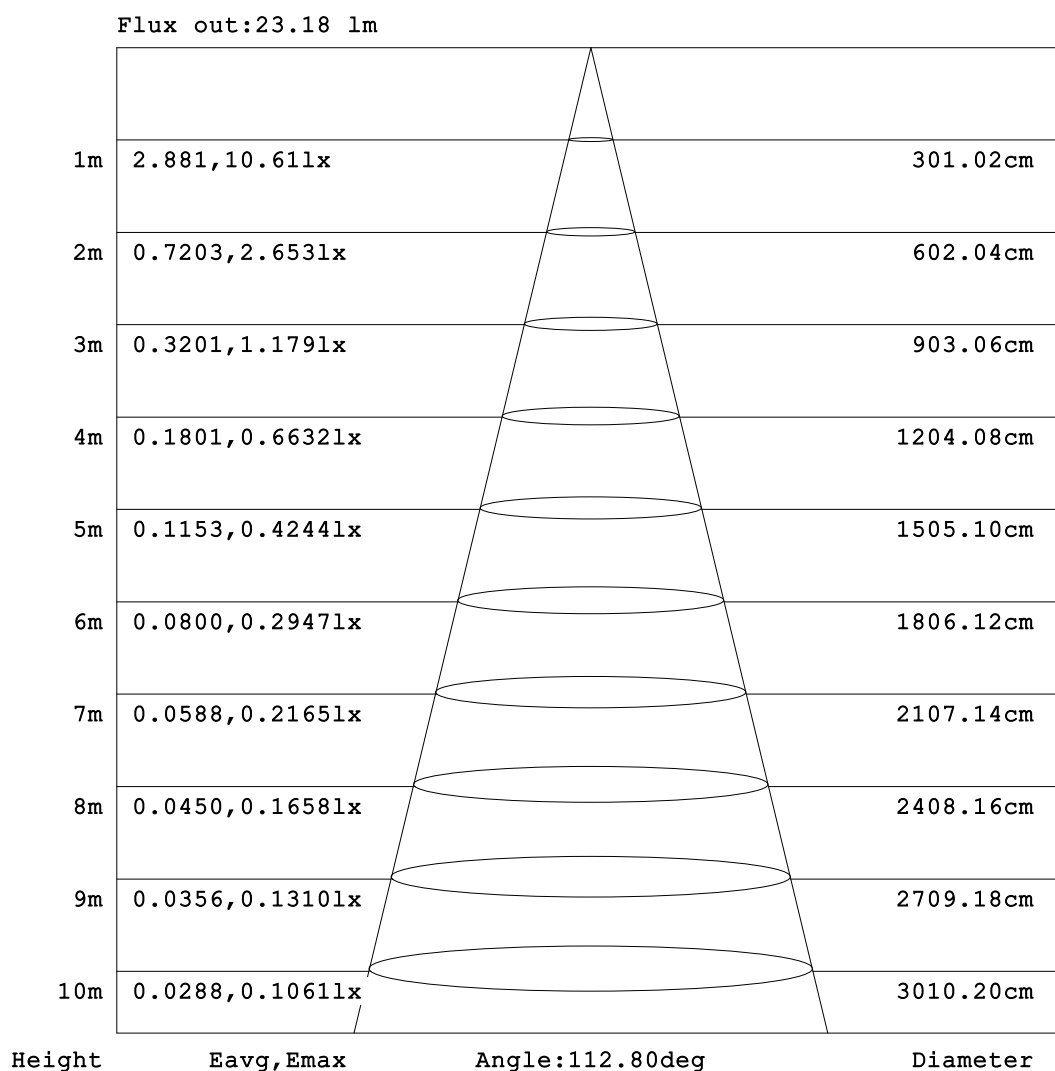 Flux out:23.18 lm
1m 2.881,10.61lx 301.02cm
2m 0.7203,2.653lx 602.04cm
3m 0.3201,1.179lx 903.06cm
4m 0.1801,0.6632lx 1204.08cm
5m 0.1153,0.4244lx 1505.10cm
6m 0.0800,0.2947lx 1806.12cm
7m 0.0588,0.2165lx 2107.14cm
8m 0.0450,0.1658lx 2408.16cm
9m 0.0356,0.1310lx 2709.18cm
10m 0.0288,0.1061lx 3010.20cm
Height Eavg,Emax Angle:112.80deg Diameter